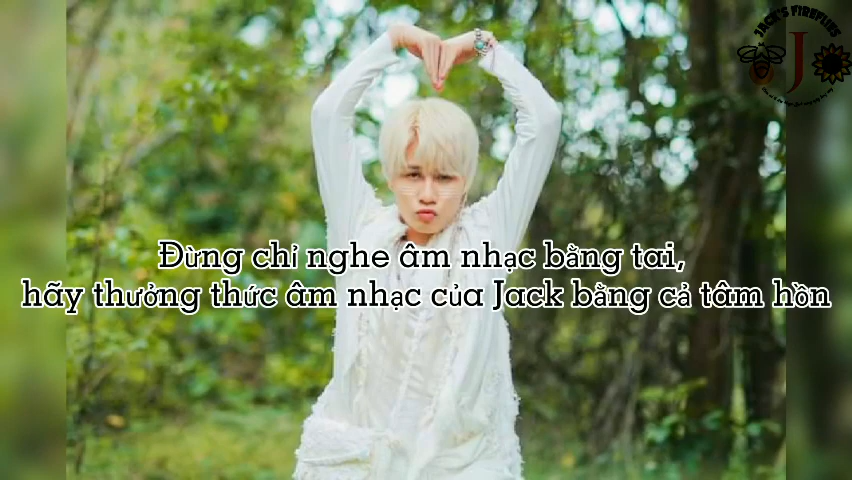 JACK'S FIREFLIES
J
Đừng chỉ nghe âm nhạc bằng tai,
hãy thưởng thức âm nhạc của Jack bằng cả tâm hồn